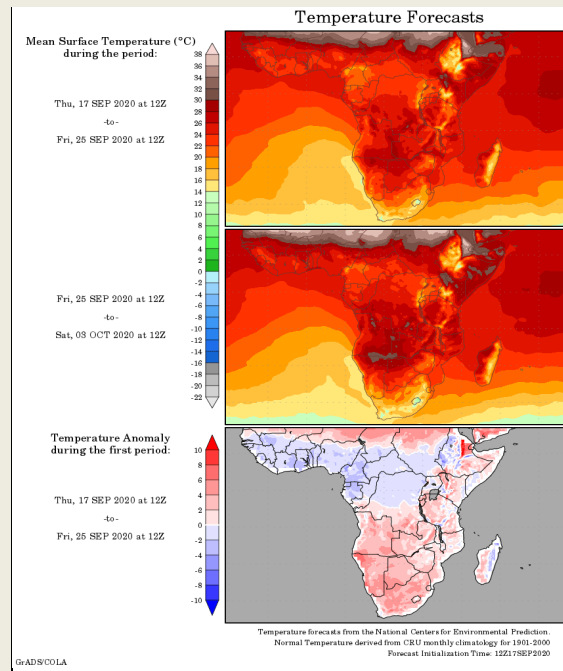 Temperature Forecasts
Mean Surface Temperature (°C)
during the period:
Thu, 17 SEP 2020 at 12Z
-to-
Fri, 25 SEP 2020 at 12Z
38
36
34
32
30
28
26
24
22
20
18
16
14
12
10
8
6
4
2
0
-2
-4
-6
-8
-10
-12
-14
-16
-18
-20
-22
Fri, 25 SEP 2020 at 12Z
-to-
Sat, 03 OCT 2020 at 12Z
Temperature Anomaly
during the first period:
Thu, 17 SEP 2020 at 12Z
-to-
Fri, 25 SEP 2020 at 12Z
10
8
6
4
2
0
-2
-4
-6
-8
-10
Temperature forecasts from the National Centers for Environmental Prediction.
Normal Temperature derived from CRU monthly climatology for 1901-2000
Forecast Initialization Time: 12Z17SEP2020
GrADS/COLA